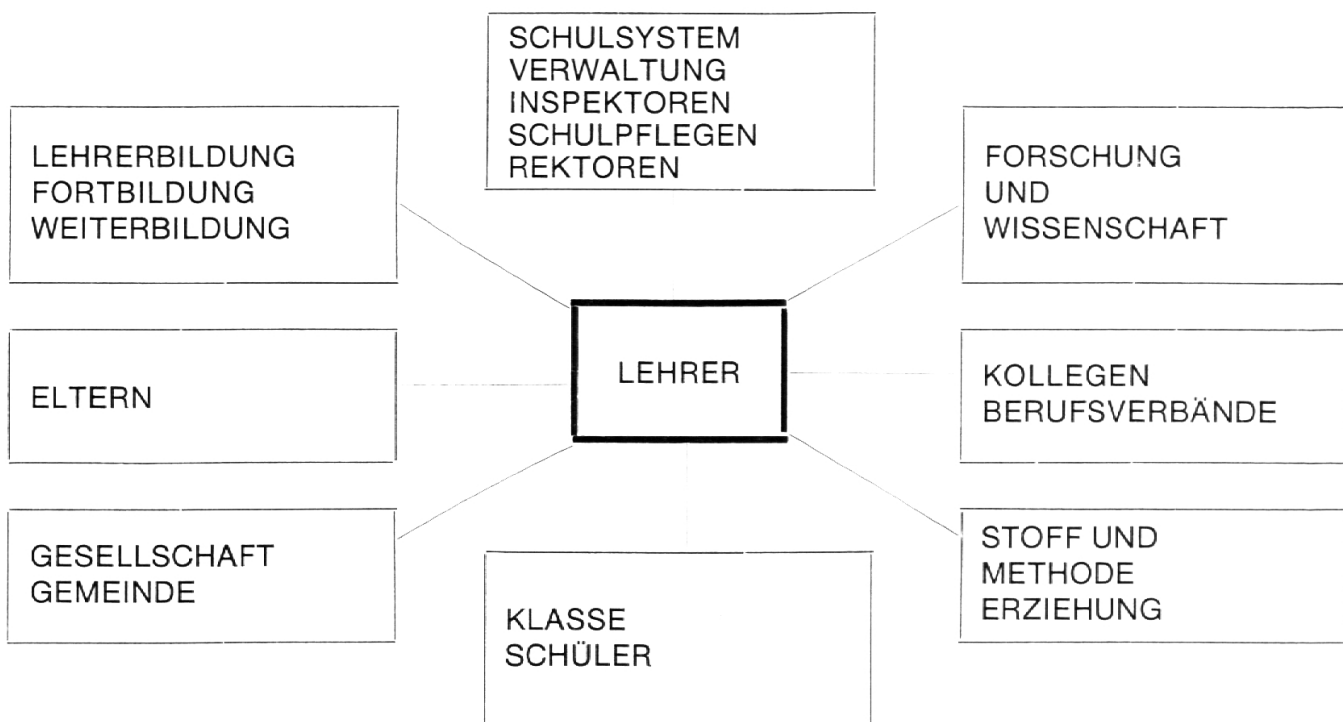 SCHULSYSTEM
VERWALTUNG
INSPEKTOREN
SCHULPFLEGEN
REKTOREN
LEHRERBILDUNG
FORTBILDUNG
WEITERBILDUNG
FORSCHUNG
UND
WISSENSCHAFT
ELTERN
LEHRER
KOLLEGEN
BERUFSVERBÄNDE
GESELLSCHAFT
GEMEINDE
KLASSE
SCHÜLER
STOFF UND
METHODE
ERZIEHUNG